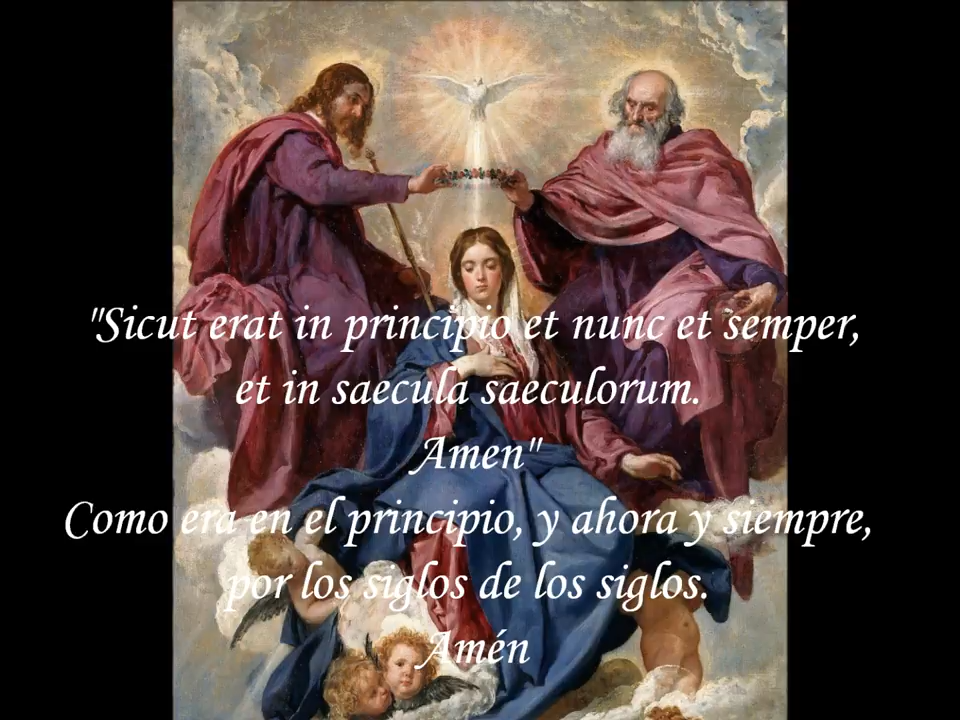 "Sicut erat in principio et nunc et semper,
et in saecula saeculorum.
Amen"
Como era en el principio, y ahora y siempre,
por los siglos de los siglos.
Amén